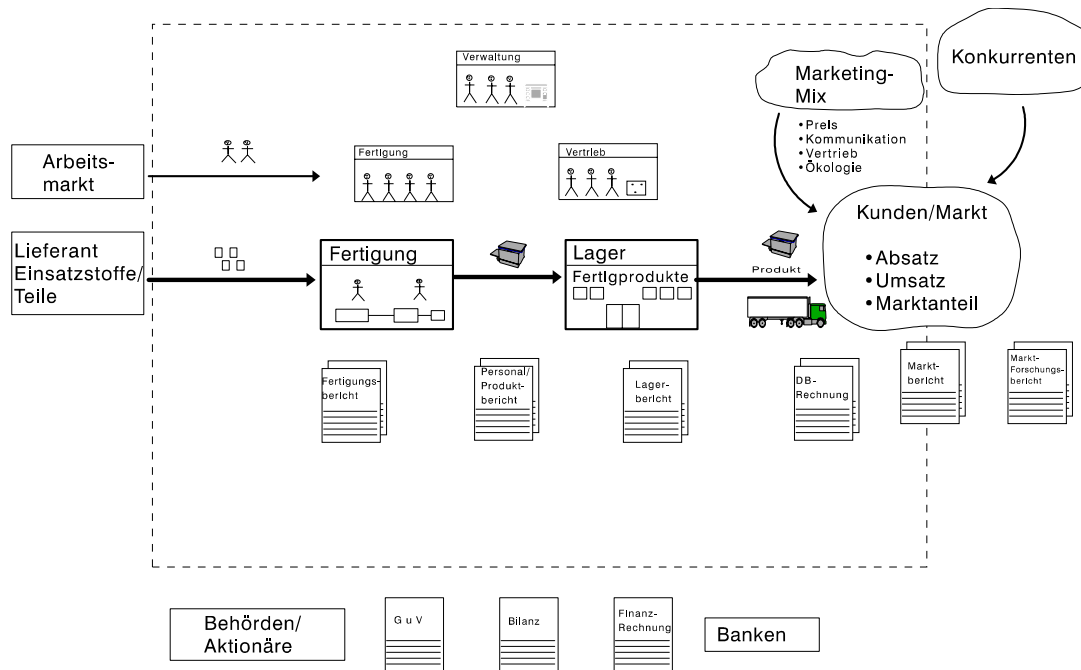 Verwaltung
Marketing-
Mix
Konkurrenten
•Preis
•Kommunikation
•Vertrieb
•Ökologie
Arbeits-
markt
Fertigung
Vertrieb
Kunden/Markt
•Absatz
•Umsatz
•Marktanteil
Lieferant
Einsatzstoffe/
Teile
Fertigung
Lager
Fertigprodukte
Produkt
Fertigungs-
bericht
Personal/
Produkt-
bericht
Lager-
bericht
DB-
Rechnung
Markt-
bericht
Markt-
Forschungs-
bericht
Behörden/
Aktionäre
G u V
Bilanz
Finanz-
Rechnung
Banken